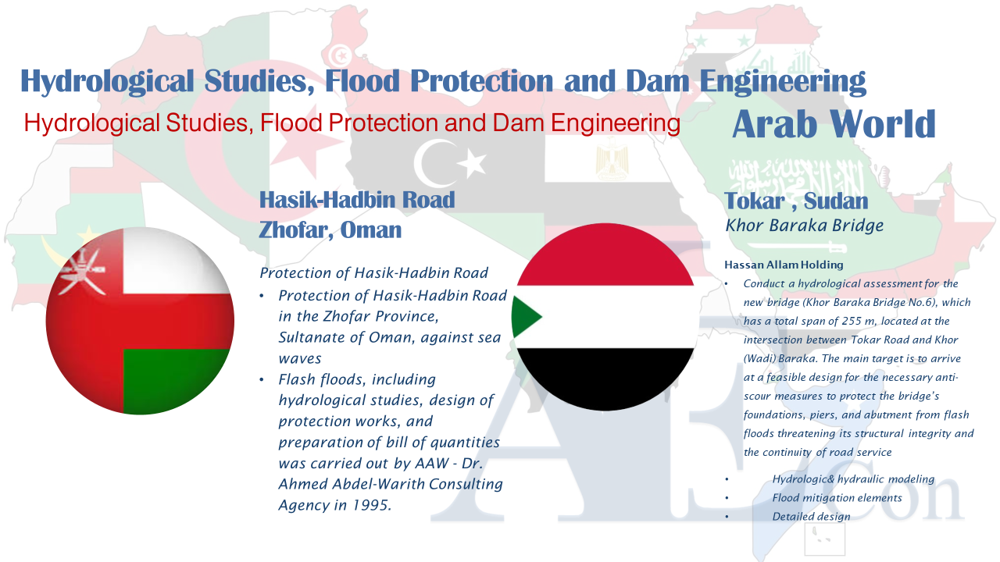 Hydrological Studies, Flood Protection and Dam Engineering
Hydrological Studies, Flood Protection and Dam Engineering
Arab World
Hasik-Hadbin Road
Zhofar, Oman
Protection of Hasik-Hadbin Road
• Protection of Hasik-Hadbin Road
in the Zhofar Province,
Sultanate of Oman, against sea
waves
• Flash floods, including
hydrological studies, design of
protection works, and
preparation of bill of quantities
was carried out by AAW - Dr.
Ahmed Abdel-Warith Consulting
Agency in 1995.
Tokar , Sudan
Khor Baraka Bridge
Hassan Allam Holding
• Conduct a hydrological assessment for the
new bridge (Khor Baraka Bridge No.6), which
has a total span of 255 m, located at the
intersection between Tokar Road and Khor
(Wadi) Baraka. The main target is to arrive
at a feasible design for the necessary anti-
scour measures to protect the bridge's
foundations, piers, and abutment from flash
floods threatening its structural integrity and
the continuity of road service
• Hydrologic& hydraulic modeling
• Flood mitigation elements
• Detailed design
AE
Con
الله اكبر